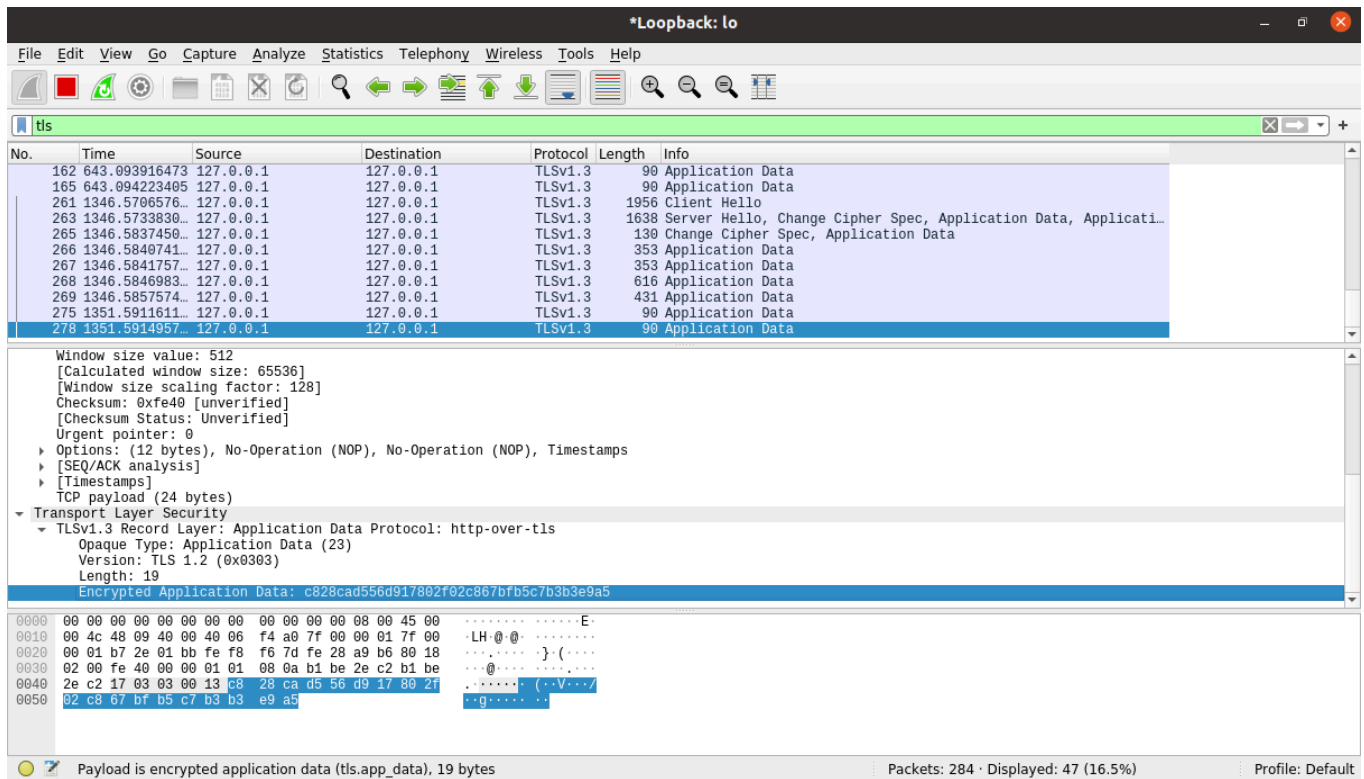 *Loopback: lo
File Edit View Go Capture Analyze Statistics Telephony Wireless Tools Help
tls
No. Time Source Destination Protocol Length Info
162 643.093916473 127.0.0.1 127.0.0.1 TLSv1.3 90 Application Data
165 643.094223405 127.0.0.1 127.0.0.1 TLSv1.3 90 Application Data
261 1346.5706576… 127.0.0.1 127.0.0.1 TLSv1.3 1956 Client Hello
263 1346.5733830… 127.0.0.1 127.0.0.1 TLSv1.3 1638 Server Hello, Change Cipher Spec, Application Data, Applicati…
265 1346.5837450… 127.0.0.1 127.0.0.1 TLSv1.3 130 Change Cipher Spec, Application Data
266 1346.5840741… 127.0.0.1 127.0.0.1 TLSv1.3 353 Application Data
267 1346.5841757… 127.0.0.1 127.0.0.1 TLSv1.3 353 Application Data
268 1346.5846983… 127.0.0.1 127.0.0.1 TLSv1.3 616 Application Data
269 1346.5857574… 127.0.0.1 127.0.0.1 TLSv1.3 431 Application Data
275 1351.5911611… 127.0.0.1 127.0.0.1 TLSv1.3 90 Application Data
278 1351.5914957… 127.0.0.1 127.0.0.1 TLSv1.3 90 Application Data
Window size value: 512
[Calculated window size: 65536]
[Window size scaling factor: 128]
Checksum: 0xfe40 [unverified]
[Checksum Status: Unverified]
Urgent pointer: 0
Options: (12 bytes), No-Operation (NOP), No-Operation (NOP), Timestamps
[SEQ/ACK analysis]
[Timestamps]
TCP payload (24 bytes)
Transport Layer Security
TLSv1.3 Record Layer: Application Data Protocol: http-over-tls
Opaque Type: Application Data (23)
Version: TLS 1.2 (0x0303)
Length: 19
Encrypted Application Data: c828cad556d917802f02c867bfb5c7b3b3e9a5
0000 00 00 00 00 00 00 00 00 00 00 00 00 08 00 45 00 ········ ······E·
0010 00 4c 48 09 40 00 40 06 f4 a0 7f 00 00 01 7f 00 ·LH·@·@· ········
0020 00 01 b7 2e 01 bb fe f8 f6 7d fe 28 a9 b6 80 18 ···.···· ·}·(····
0030 02 00 fe 40 00 00 01 01 08 0a b1 be 2e c2 b1 be ···@···· ····.···
0040 2e c2 17 03 03 00 13 c8 28 ca d5 56 d9 17 80 2f .······· (··V···/
0050 02 c8 67 bf b5 c7 b3 b3 e9 a5 ··g····· ··
Payload is encrypted application data (tls.app_data), 19 bytes Packets: 284 · Displayed: 47 (16.5%) Profile: Default